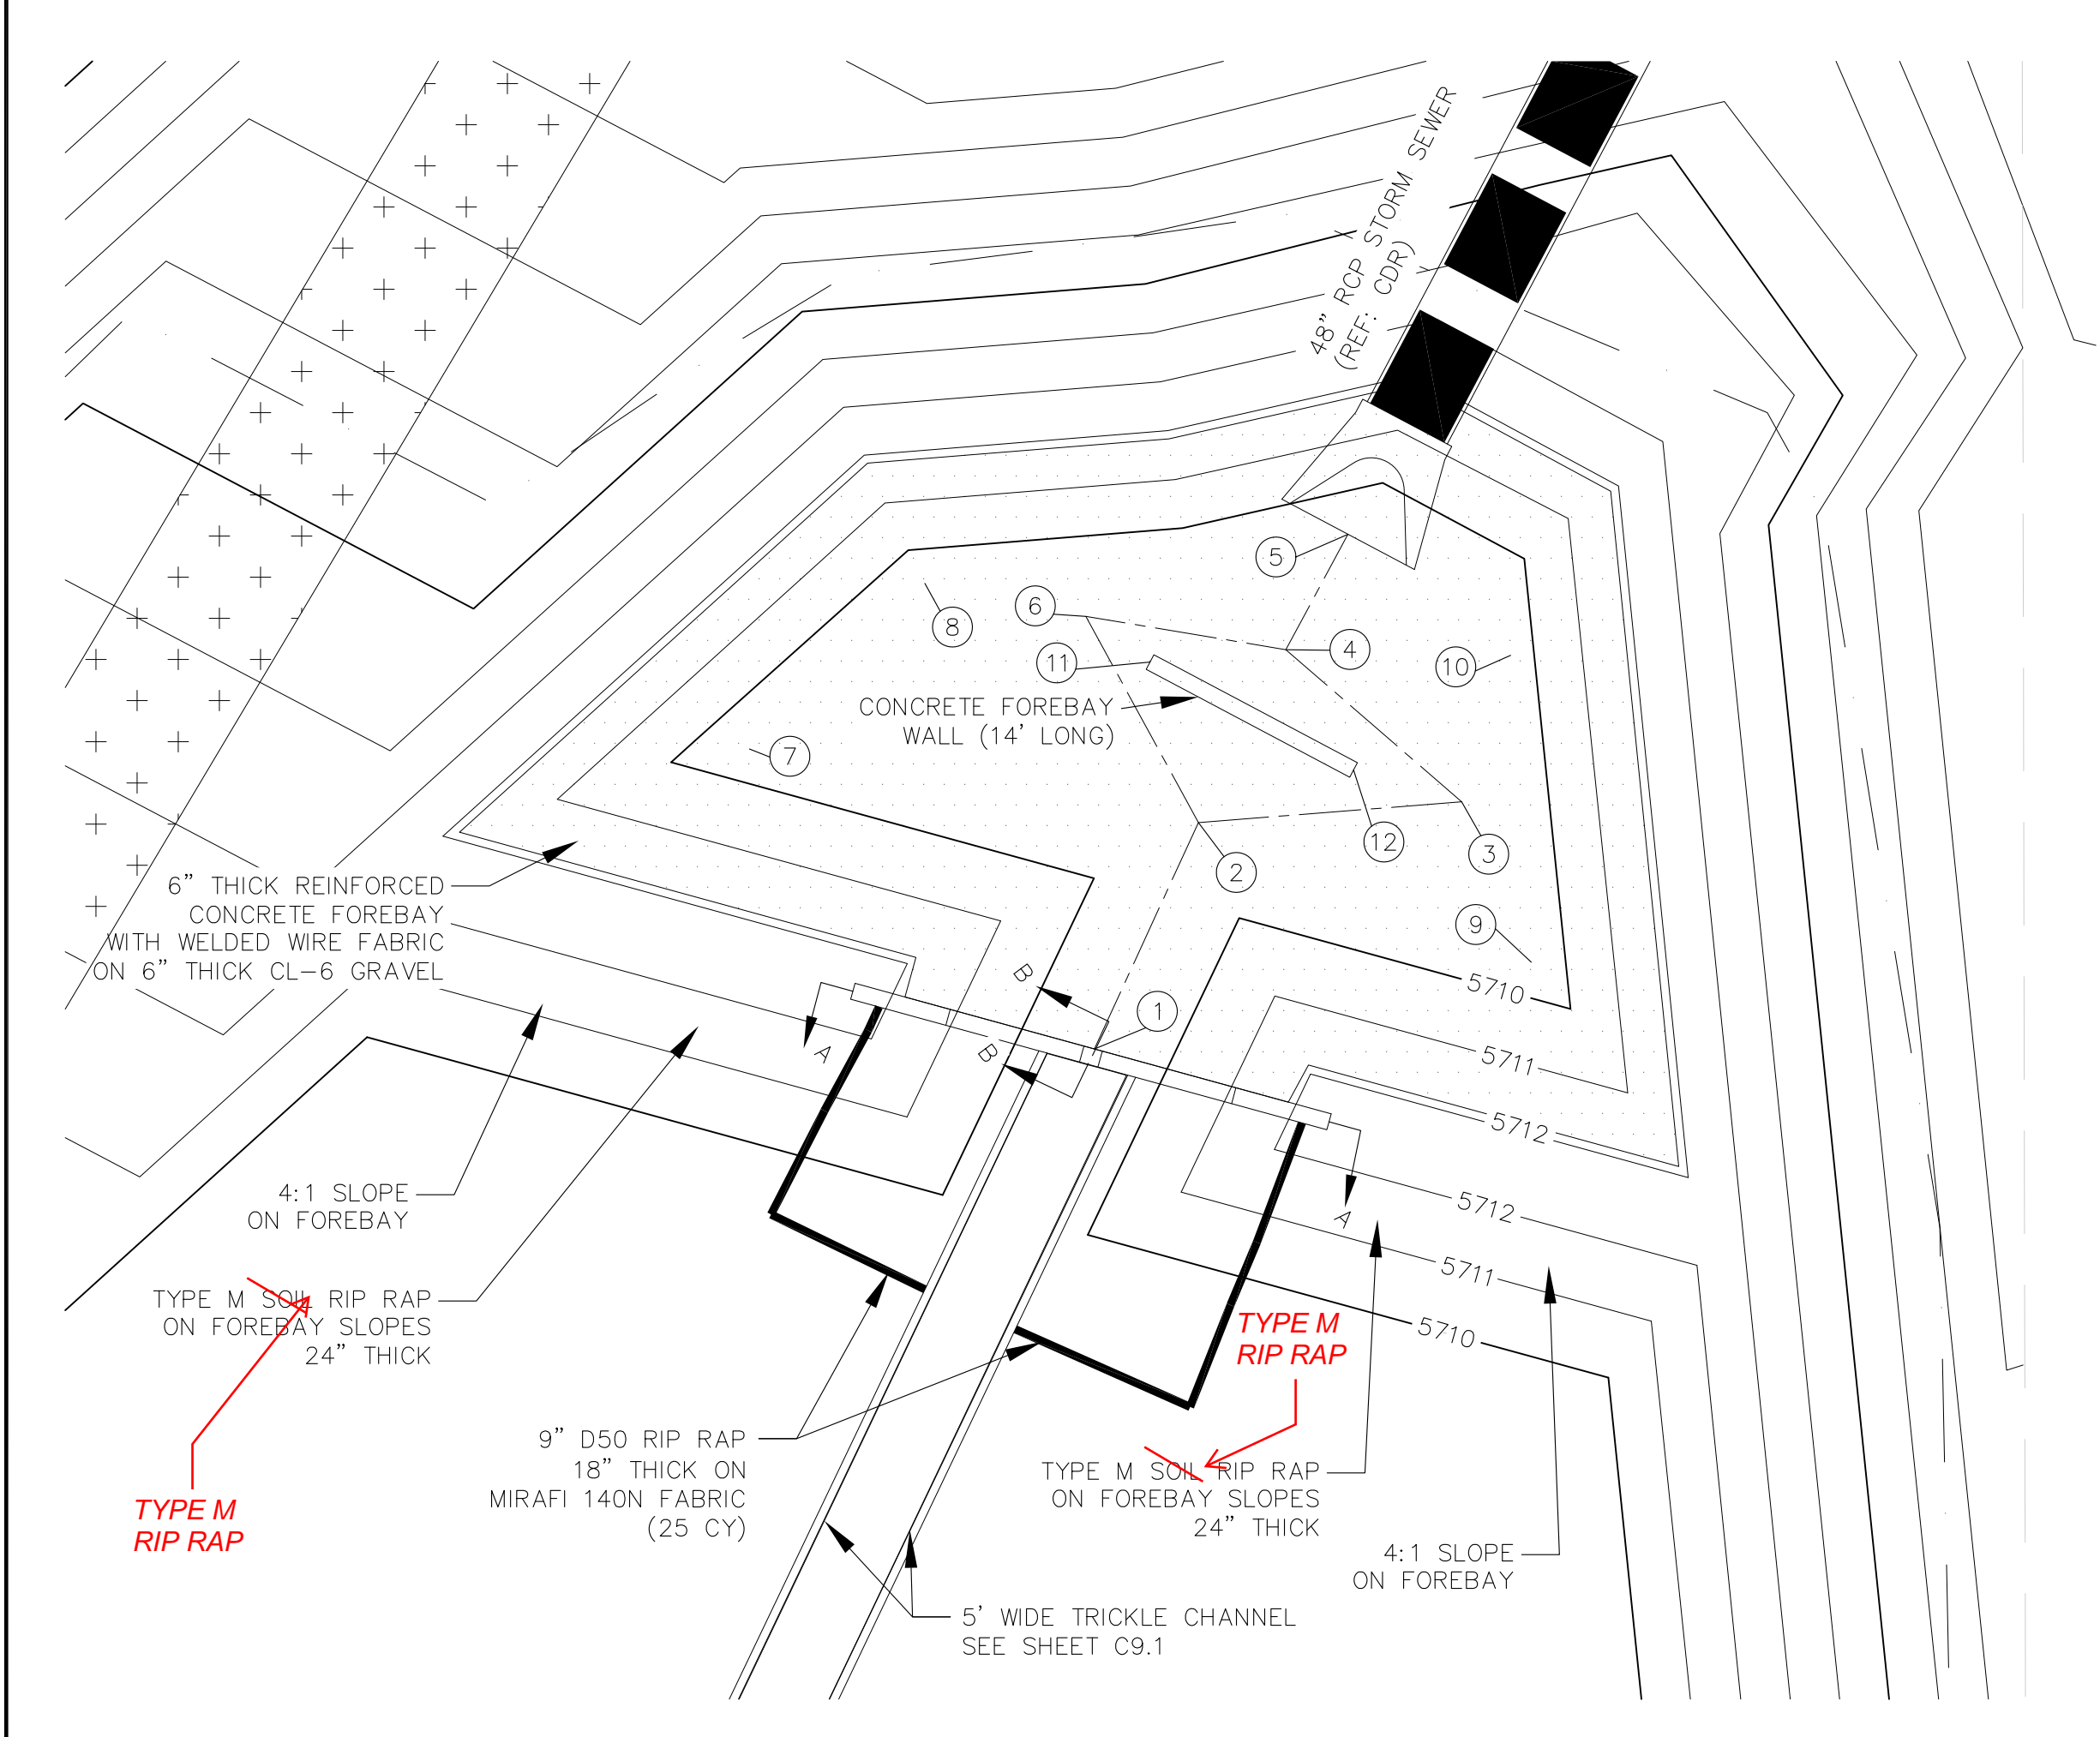 48” RCP STORM SEWER
(REF: CDR)
5
6
8
4
11
10
CONCRETE FOREBAY
WALL (14’ LONG)
7
12
3
2
6” THICK REINFORCED
CONCRETE FOREBAY
WITH WELDED WIRE FABRIC
ON 6” THICK CL–6 GRAVEL
9
B
5710
1
A
B
5711
5712
4:1 SLOPE
ON FOREBAY
5712
A
5711
TYPE M SOIL RIP RAP
ON FOREBAY SLOPES
24” THICK
TYPE M
RIP RAP
5710
9” D50 RIP RAP
18” THICK ON
MIRAFI 140N FABRIC
(25 CY)
TYPE M SOIL RIP RAP
ON FOREBAY SLOPES
24” THICK
TYPE M
RIP RAP
4:1 SLOPE
ON FOREBAY
5’ WIDE TRICKLE CHANNEL
SEE SHEET C9.1